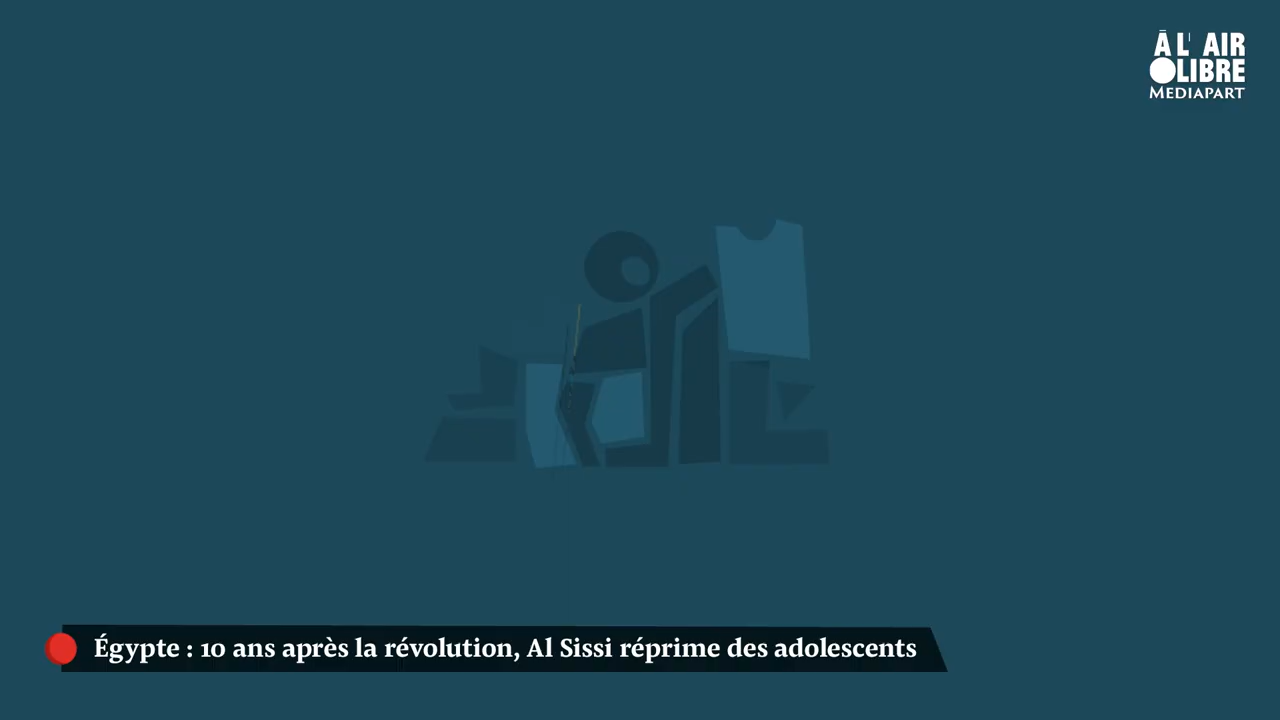 À L' AIR
LIBRE
MEDIAPART
Égypte : 10 ans après la révolution, Al Sissi réprime des adolescents